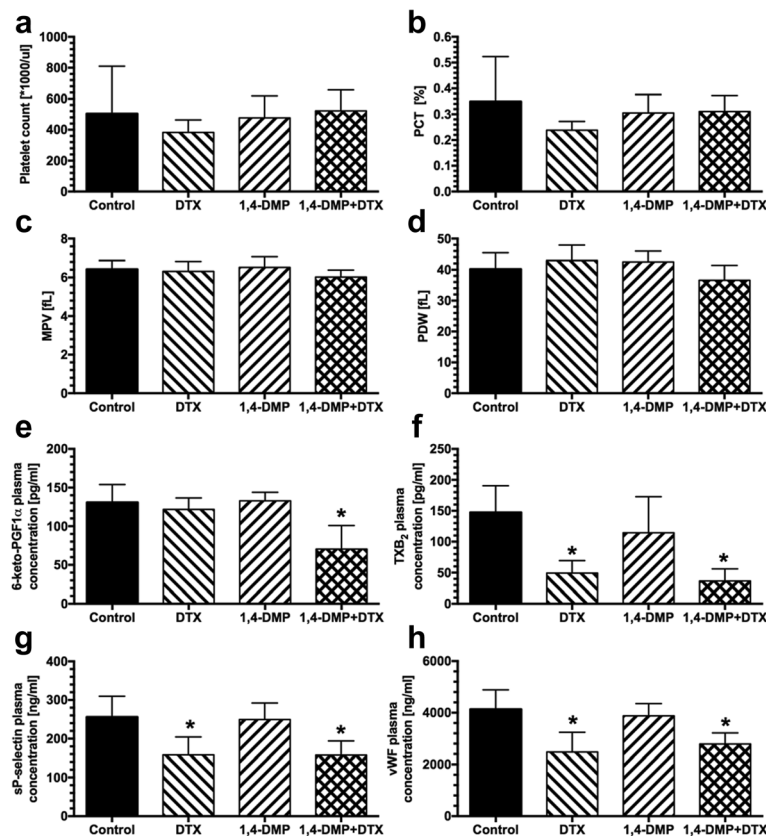 a
Platelet count [*1000/ul]
1000
800
600
400
200
0
Control DTX 1,4-DMP 1,4-DMP+DTX
b
PCT [%]
0.6
0.5
0.4
0.3
0.2
0.1
0.0
Control DTX 1,4-DMP 1,4-DMP+DTX
c
MPV [fL]
8
6
4
2
0
Control DTX 1,4-DMP 1,4-DMP+DTX
d
PDW [fL]
50
40
30
20
10
0
Control DTX 1,4-DMP 1,4-DMP+DTX
e
6-keto-PGF1α plasma
concentration [pg/ml]
200
150
100
50
0
*
Control DTX 1,4-DMP 1,4-DMP+DTX
f
TXB₂ plasma
concentration [pg/ml]
250
200
150
100
50
0
* *
Control DTX 1,4-DMP 1,4-DMP+DTX
g
sP-selectin plasma
concentration [ng/ml]
400
300
200
100
0
* *
Control DTX 1,4-DMP 1,4-DMP+DTX
h
vWF plasma
concentration [ng/ml]
6000
4000
2000
0
* *
Control DTX 1,4-DMP 1,4-DMP+DTX